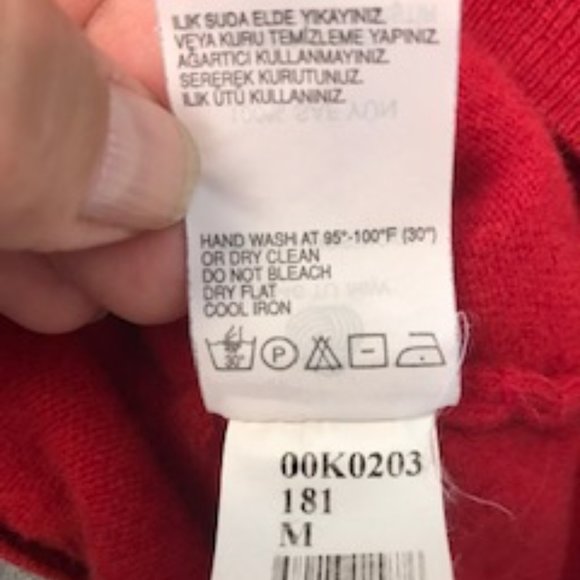 ILIK SUDA ELDE YIKAYINIZ.
VEYA KURU TEMİZLEME YAPINIZ.
AĞARTICI KULLANMAYINIZ.
SEREREK KURUTUNUZ.
ILIK ÜTÜ KULLANINIZ.
HAND WASH AT 95°-100°F (30°)
OR DRY CLEAN
DO NOT BLEACH
DRY FLAT
COOL IRON
30° P
00K0203
181
M